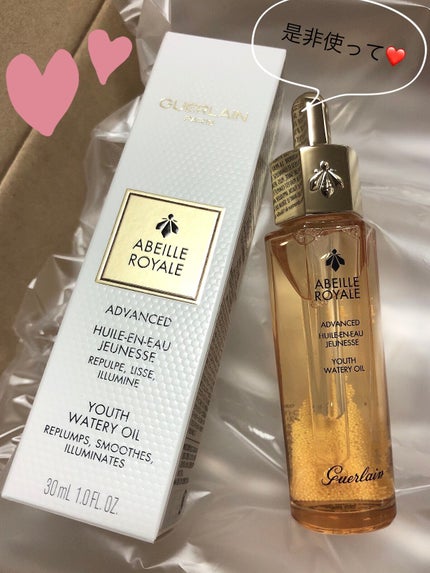 是非使って❤️
GUERLAIN
PARIS
ABEILLE
ROYALE
ADVANCED
HUILE-EN-EAU
JEUNESSE
REPULPE, LISSE,
ILLUMINE
YOUTH
WATERY OIL
REPLUMPS, SMOOTHES,
ILLUMINATES
30 mL 1.0 FL. OZ.
ABEILLE
ROYALE
ADVANCED
HUILE-EN-EAU
JEUNESSE
YOUTH
WATERY OIL
Guerlain